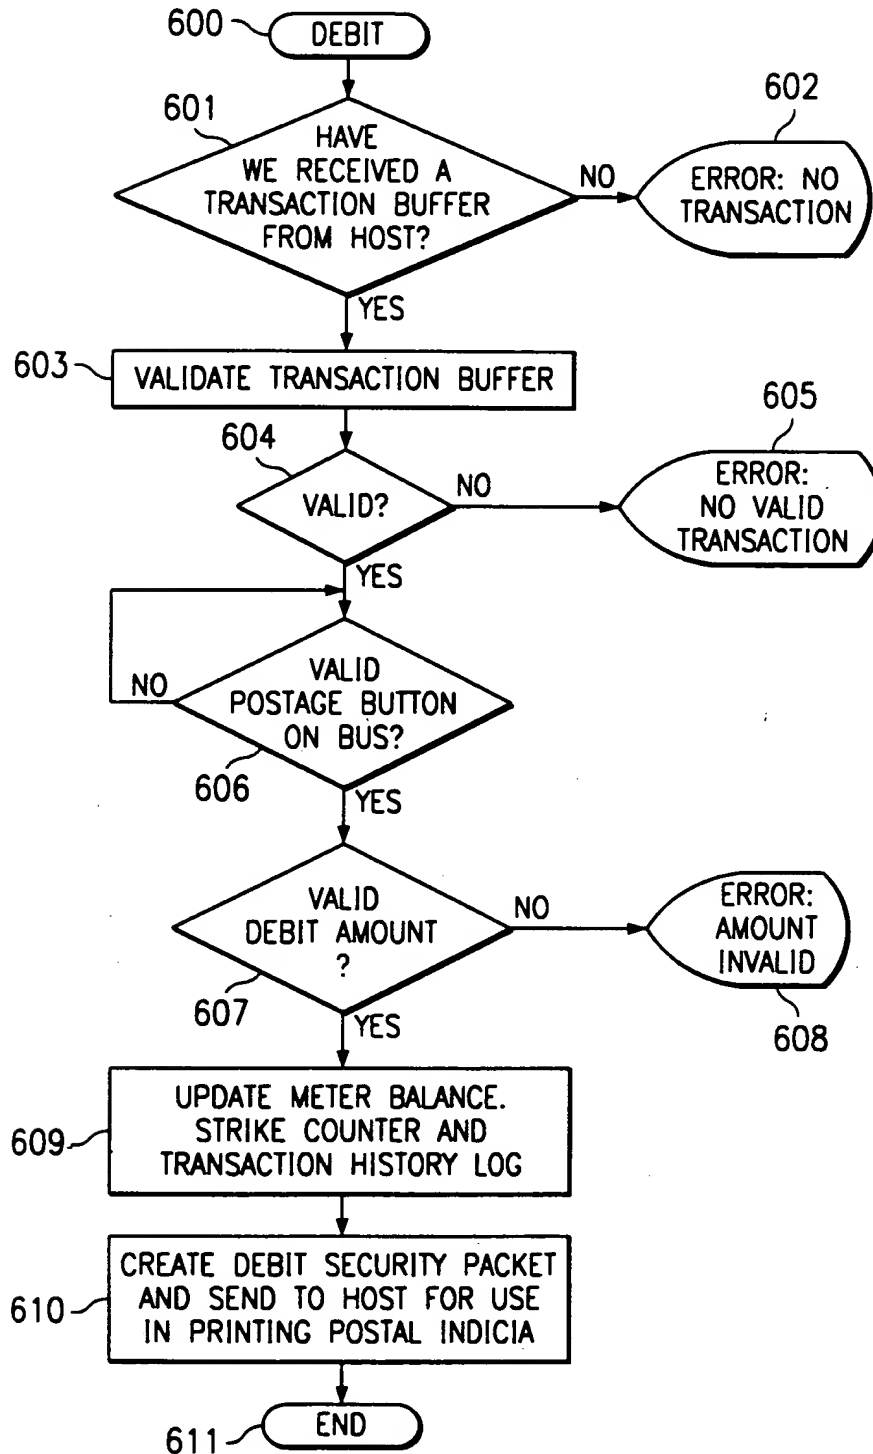 600
DEBIT
601
HAVE
WE RECEIVED A
TRANSACTION BUFFER
FROM HOST?
NO
602
ERROR: NO
TRANSACTION
YES
603
VALIDATE TRANSACTION BUFFER
604
VALID?
NO
605
ERROR:
NO VALID
TRANSACTION
YES
VALID
POSTAGE BUTTON
ON BUS?
NO
606
YES
VALID
DEBIT AMOUNT
?
NO
ERROR:
AMOUNT
INVALID
607
608
YES
609
UPDATE METER BALANCE.
STRIKE COUNTER AND
TRANSACTION HISTORY LOG
610
CREATE DEBIT SECURITY PACKET
AND SEND TO HOST FOR USE
IN PRINTING POSTAL INDICIA
END
611